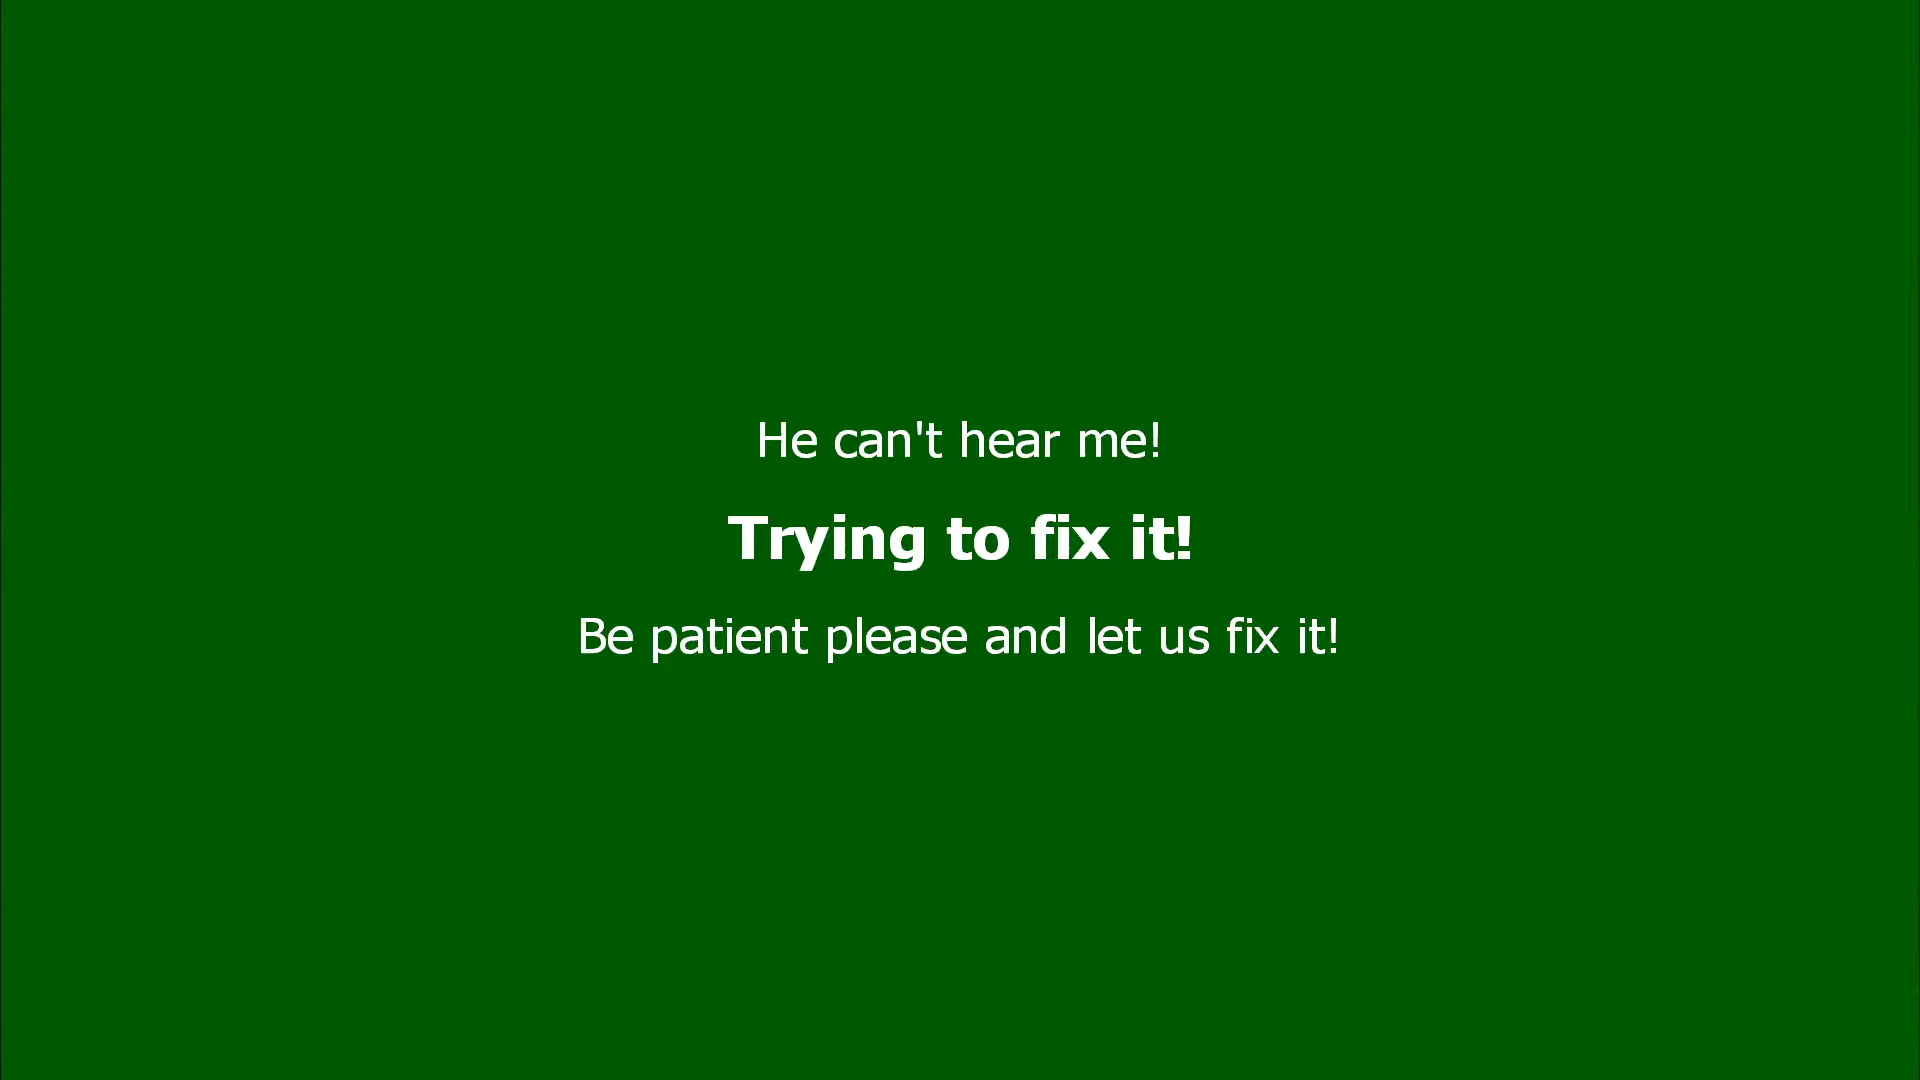 He can't hear me!
Trying to fix it!
Be patient please and let us fix it!